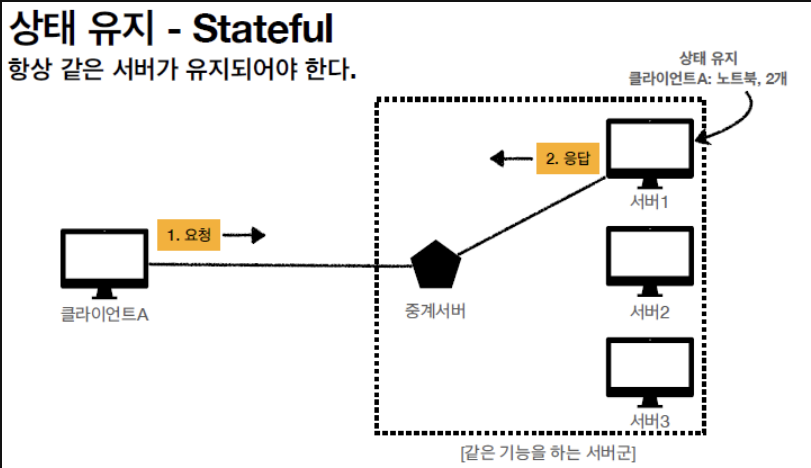 상태 유지 - Stateful
항상 같은 서버가 유지되어야 한다.
상태 유지
클라이언트A: 노트북, 2개
2. 응답
서버1
1. 요청
클라이언트A
중계서버
서버2
서버3
[같은 기능을 하는 서버군]